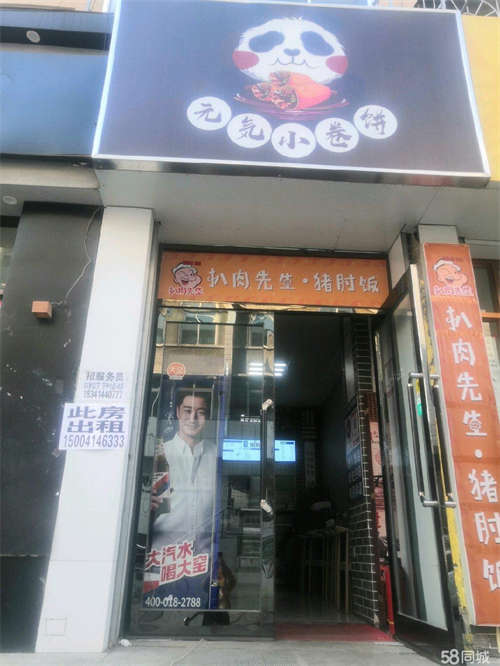 元气小卷饼
扒肉先生·猪肘饭
扒肉先生·猪肘饭
招服务员
15341440777
此房
出租
15004146333
大汽水
喝大窑
400-018-2788
58同城